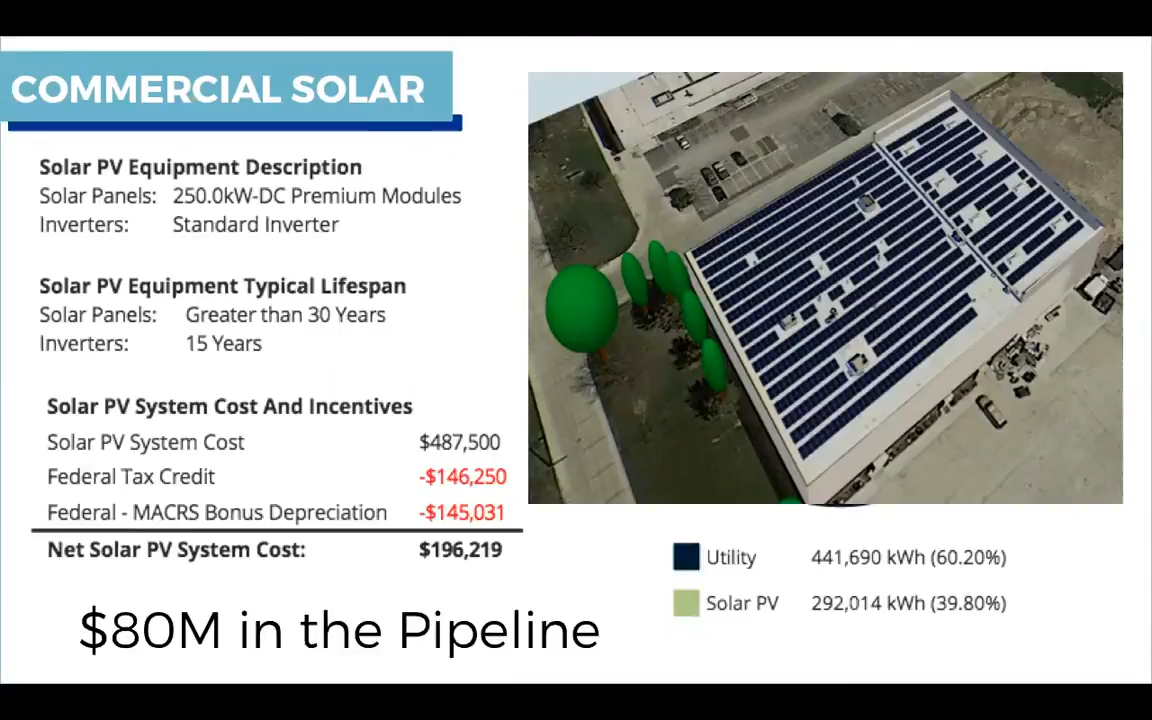 COMMERCIAL SOLAR
Solar PV Equipment Description
Solar Panels: 250.0kW-DC Premium Modules
Inverters: Standard Inverter
Solar PV Equipment Typical Lifespan
Solar Panels: Greater than 30 Years
Inverters: 15 Years
Solar PV System Cost And Incentives
Solar PV System Cost $487,500
Federal Tax Credit -$146,250
Federal - MACRS Bonus Depreciation -$145,031
Net Solar PV System Cost: $196,219
$80M in the Pipeline
Utility 441,690 kWh (60.20%)
Solar PV 292,014 kWh (39.80%)